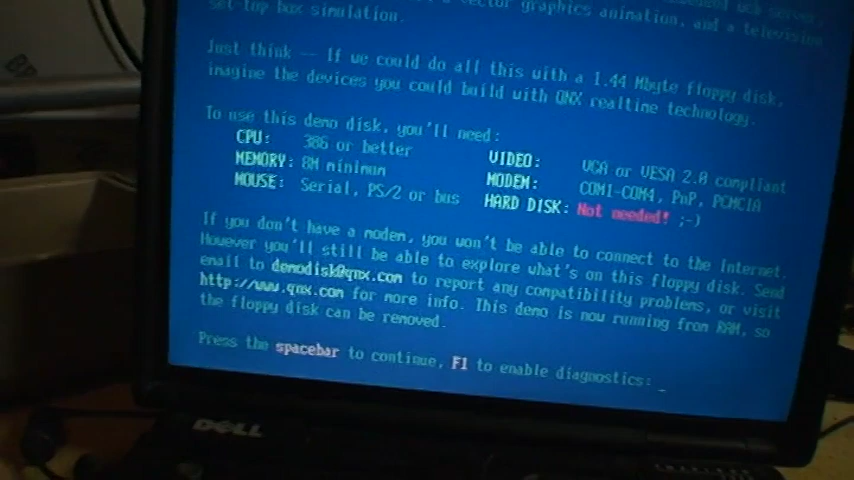 vector graphics animation, and a television
set-top box simulation.
Just think -- If we could do all this with a 1.44 Mbyte floppy disk,
imagine the devices you could build with QNX realtime technology.
To use this demo disk, you'll need:
CPU: 386 or better
MEMORY: 8M minimum
MOUSE: Serial, PS/2 or bus
VIDEO: VGA or VESA 2.0 compliant
MODEM: COM1-COM4, PnP, PCMCIA
HARD DISK: Not needed! ;-)
If you don't have a modem, you won't be able to connect to the Internet.
However you'll still be able to explore what's on this floppy disk. Send
email to demodisk@qnx.com to report any compatibility problems, or visit
http://www.qnx.com for more info. This demo is now running from RAM, so
the floppy disk can be removed.
Press the spacebar to continue, F1 to enable diagnostics: _
DELL